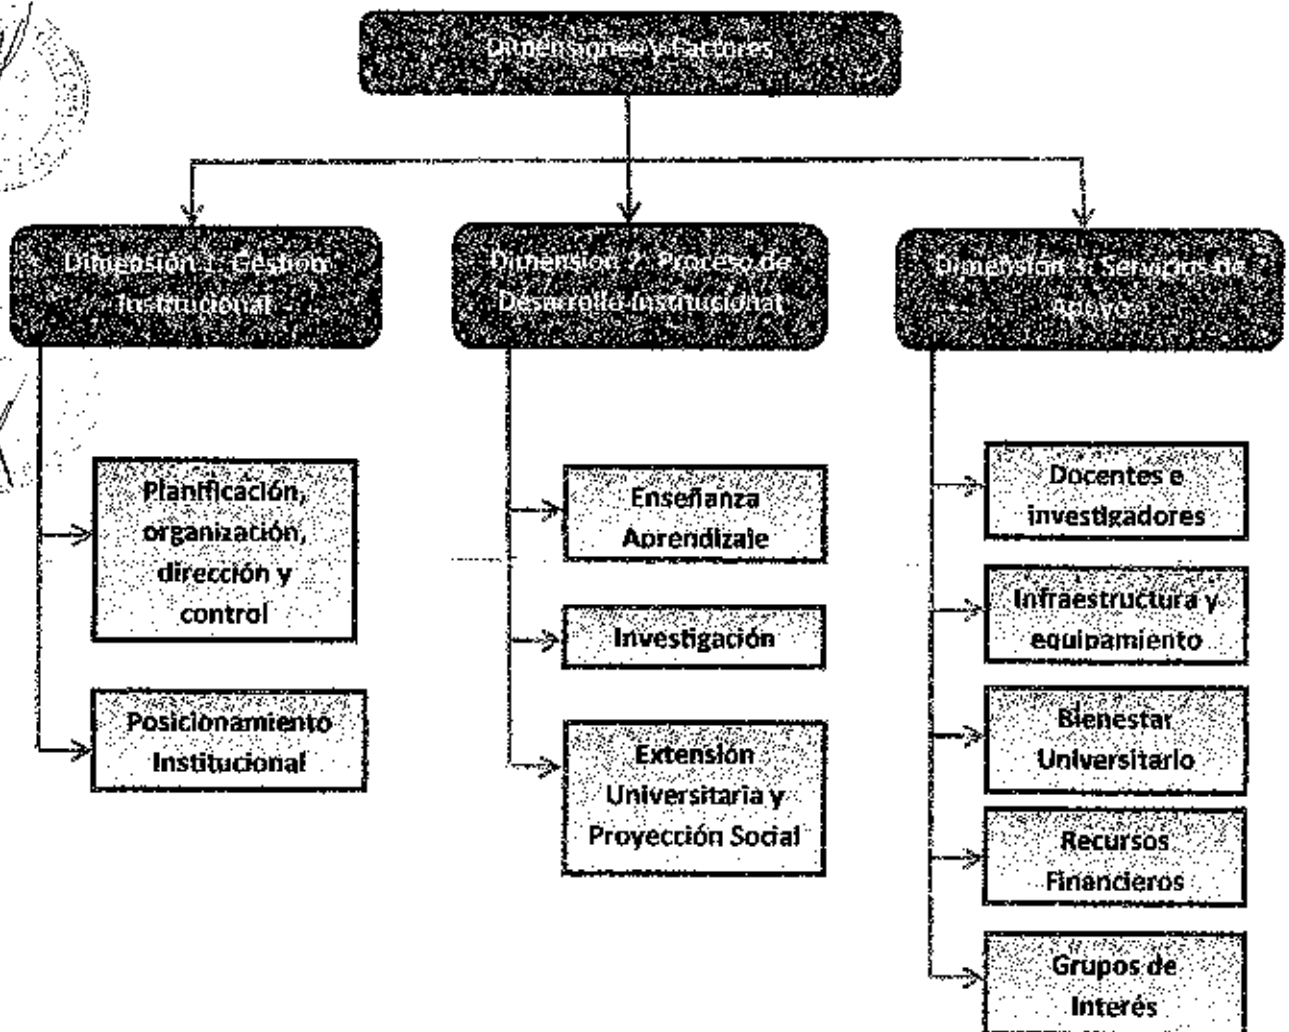 Dimensiones y Factores
Dimensión 1: Gestión
Institucional
Dimensión 2: Proceso de
Desarrollo Institucional
Dimensión 3: Servicios de
Apoyo
Planificación,
organización,
dirección y
control
Posicionamiento
Institucional
Enseñanza
Aprendizaje
Investigación
Extensión
Universitaria y
Proyección Social
Docentes e
investigadores
Infraestructura y
equipamiento
Bienestar
Universitario
Recursos
Financieros
Grupos de
Interés